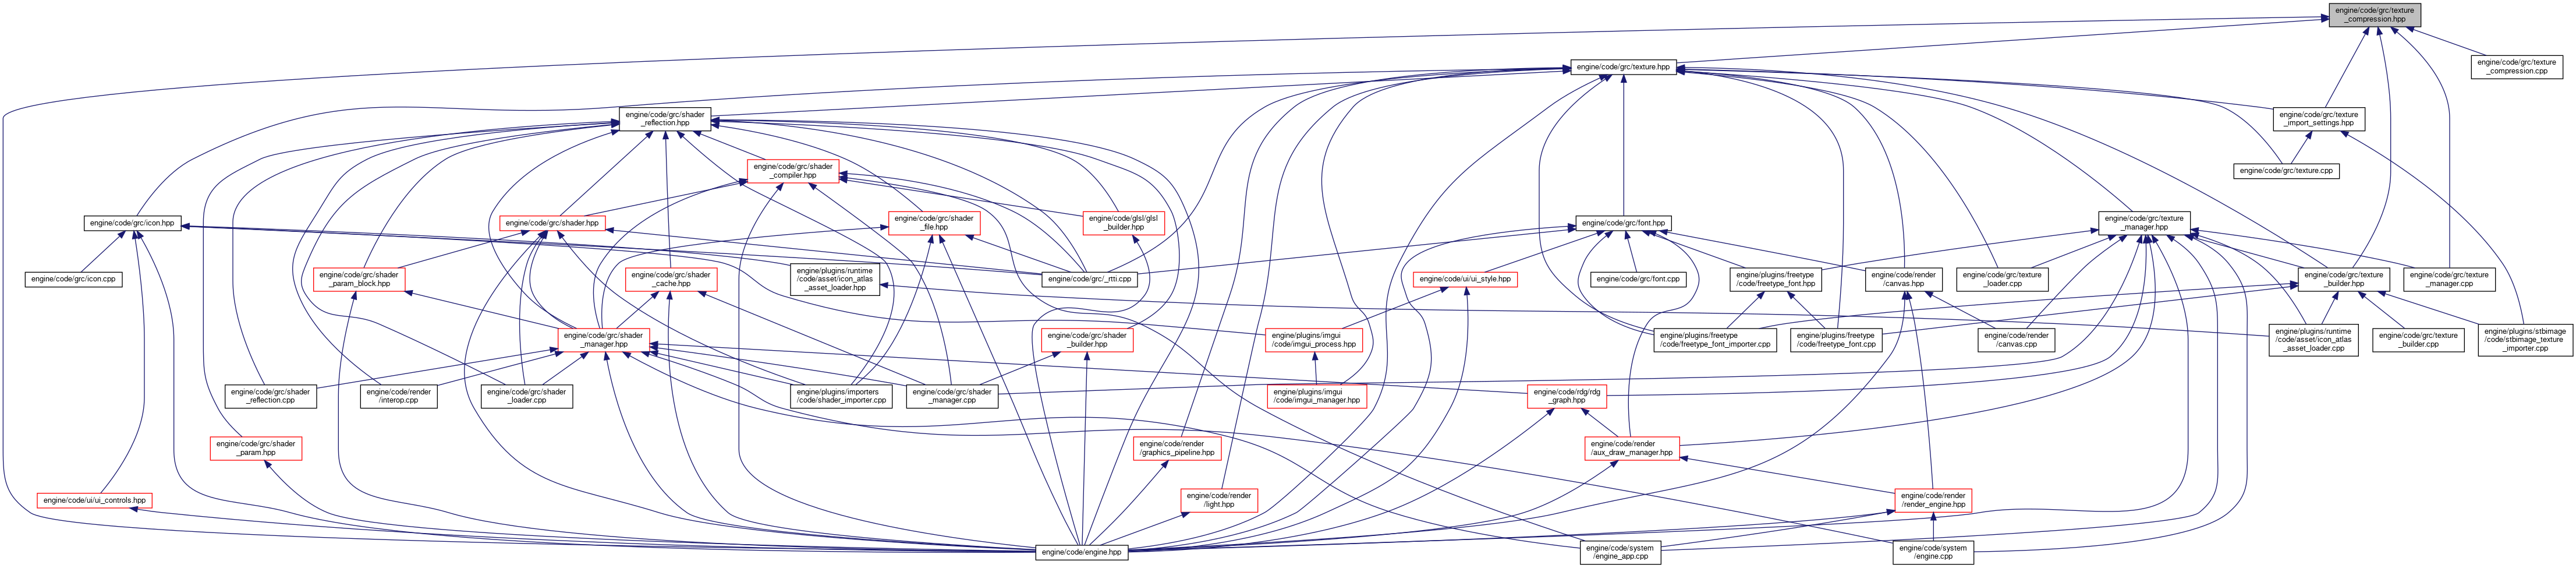 engine/code/grc/texture
_compression.hpp
engine/code/grc/texture.hpp
engine/code/grc/texture
_compression.cpp
engine/code/grc/shader
_reflection.hpp
engine/code/grc/texture
_import_settings.hpp
engine/code/grc/shader
_compiler.hpp
engine/code/grc/texture.cpp
engine/code/grc/icon.hpp
engine/code/grc/shader.hpp
engine/code/grc/shader
_file.hpp
engine/code/glsl/glsl
_builder.hpp
engine/code/grc/font.hpp
engine/code/grc/texture
_manager.hpp
engine/code/grc/icon.cpp
engine/code/grc/shader
_param_block.hpp
engine/code/grc/shader
_cache.hpp
engine/plugins/runtime
/code/asset/icon_atlas
_asset_loader.hpp
engine/code/grc/_rtti.cpp
engine/code/ui/ui_style.hpp
engine/code/grc/font.cpp
engine/plugins/freetype
/code/freetype_font.hpp
engine/code/render
/canvas.hpp
engine/code/grc/texture
_loader.cpp
engine/code/grc/texture
_builder.hpp
engine/code/grc/texture
_manager.cpp
engine/code/grc/shader
_manager.hpp
engine/code/grc/shader
_builder.hpp
engine/plugins/imgui
/code/imgui_process.hpp
engine/plugins/freetype
/code/freetype_font_importer.cpp
engine/plugins/freetype
/code/freetype_font.cpp
engine/code/render
/canvas.cpp
engine/plugins/runtime
/code/asset/icon_atlas
_asset_loader.cpp
engine/code/grc/texture
_builder.cpp
engine/plugins/stbimage
/code/stbimage_texture
_importer.cpp
engine/code/grc/shader
_reflection.cpp
engine/code/render
/interop.cpp
engine/code/grc/shader
_loader.cpp
engine/plugins/importers
/code/shader_importer.cpp
engine/code/grc/shader
_manager.cpp
engine/plugins/imgui
/code/imgui_manager.hpp
engine/code/rdg/rdg
_graph.hpp
engine/code/grc/shader
_param.hpp
engine/code/render
/graphics_pipeline.hpp
engine/code/render
/aux_draw_manager.hpp
engine/code/ui/ui_controls.hpp
engine/code/render
/light.hpp
engine/code/render
/render_engine.hpp
engine/code/engine.hpp
engine/code/system
/engine_app.cpp
engine/code/system
/engine.cpp